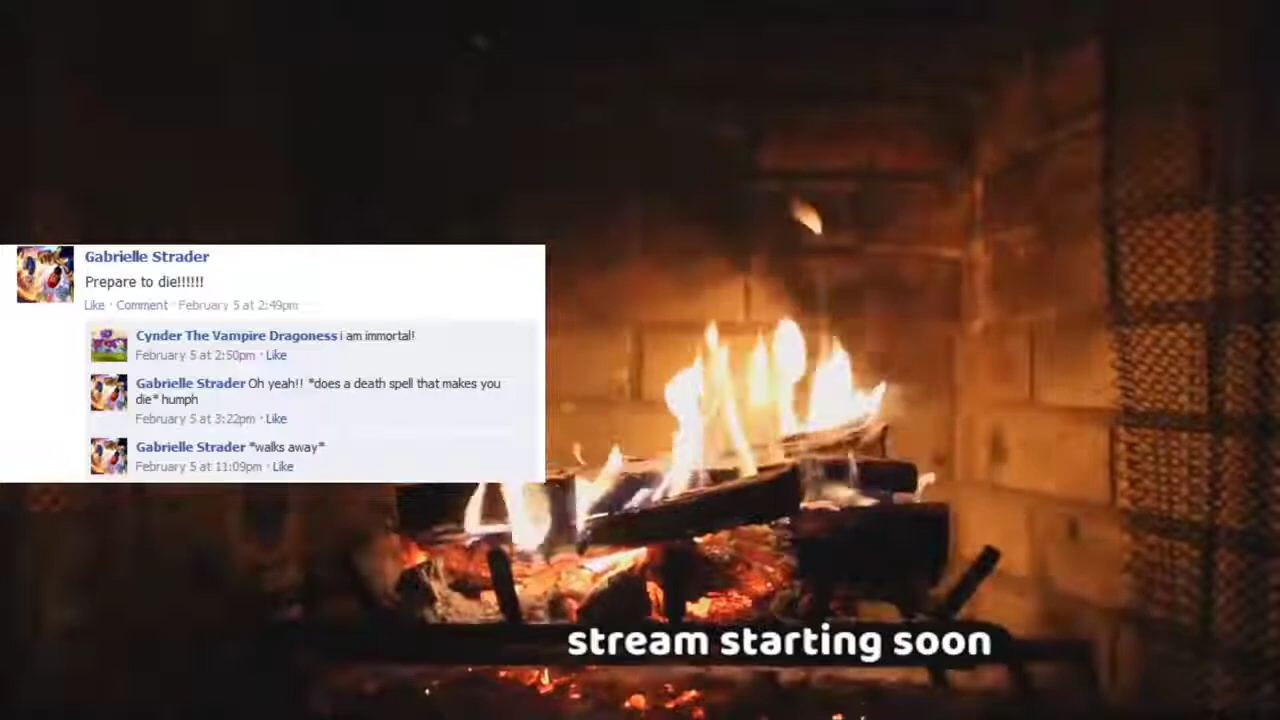 Gabrielle Strader
Prepare to die!!!!!!
Like · Comment · February 5 at 2:49pm
Cynder The Vampire Dragoness i am immortal!
February 5 at 2:50pm · Like
Gabrielle Strader Oh yeah!! *does a death spell that makes you
die* humph
February 5 at 3:22pm · Like
Gabrielle Strader *walks away*
February 5 at 11:09pm · Like
stream starting soon